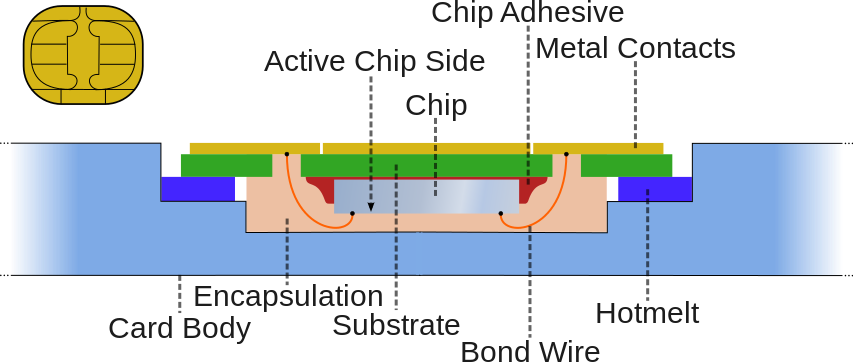 Chip Adhesive
Metal Contacts
Active Chip Side
Chip
Encapsulation
Hotmelt
Card Body
Substrate
Bond Wire